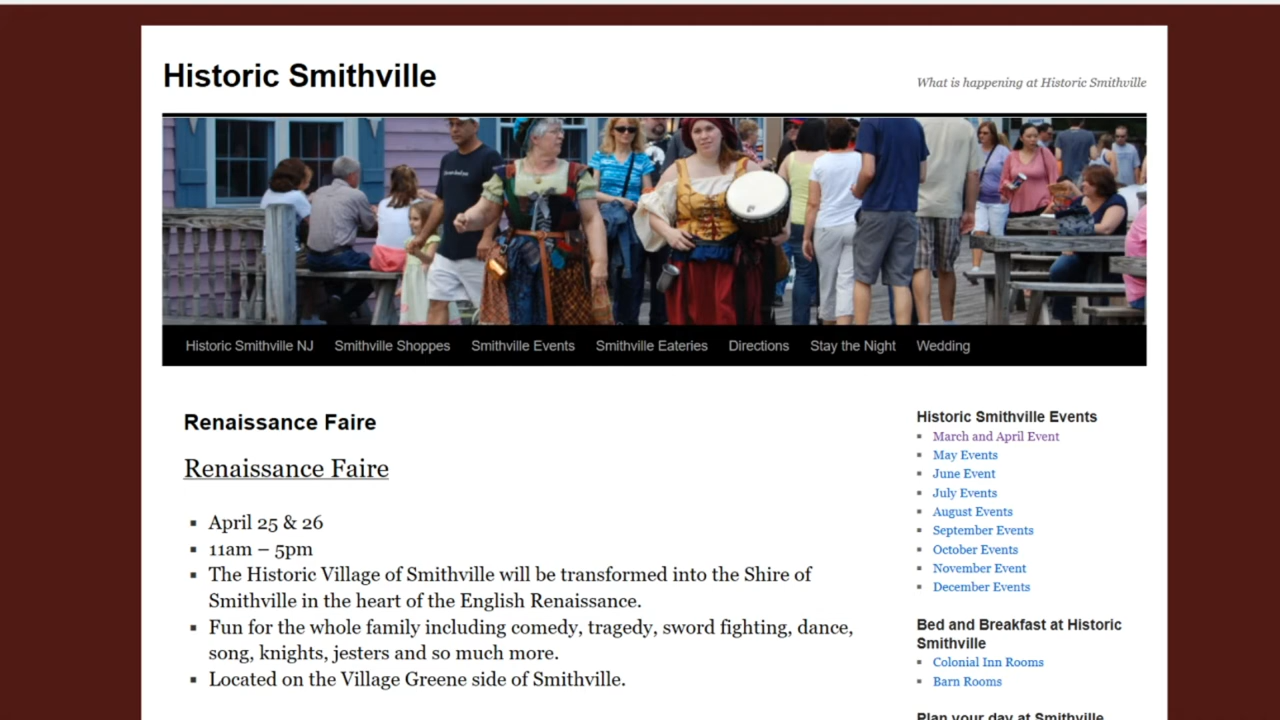 Historic Smithville
What is happening at Historic Smithville
Historic Smithville NJ Smithville Shoppes Smithville Events Smithville Eateries Directions Stay the Night Wedding
Renaissance Faire
Renaissance Faire
April 25 & 26
11am – 5pm
The Historic Village of Smithville will be transformed into the Shire of
Smithville in the heart of the English Renaissance.
Fun for the whole family including comedy, tragedy, sword fighting, dance,
song, knights, jesters and so much more.
Located on the Village Greene side of Smithville.
Historic Smithville Events
March and April Event
May Events
June Event
July Events
August Events
September Events
October Events
November Event
December Events
Bed and Breakfast at Historic
Smithville
Colonial Inn Rooms
Barn Rooms
Plan your day at Smithville